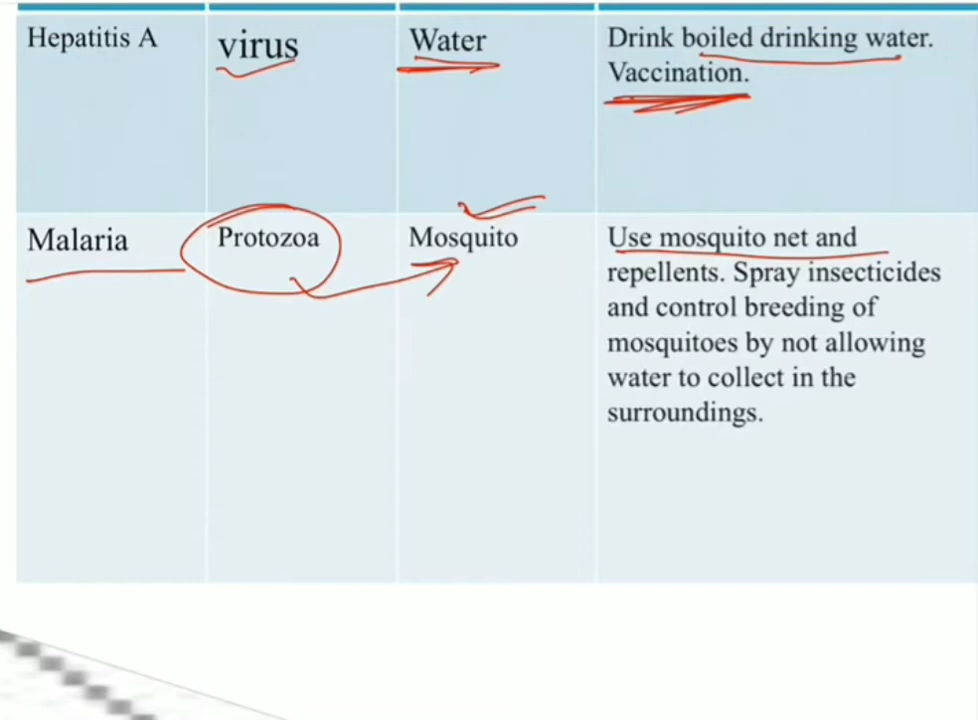 Hepatitis A
virus
Water
Drink boiled drinking water.
Vaccination.
Malaria
Protozoa
Mosquito
Use mosquito net and
repellents. Spray insecticides
and control breeding of
mosquitoes by not allowing
water to collect in the
surroundings.